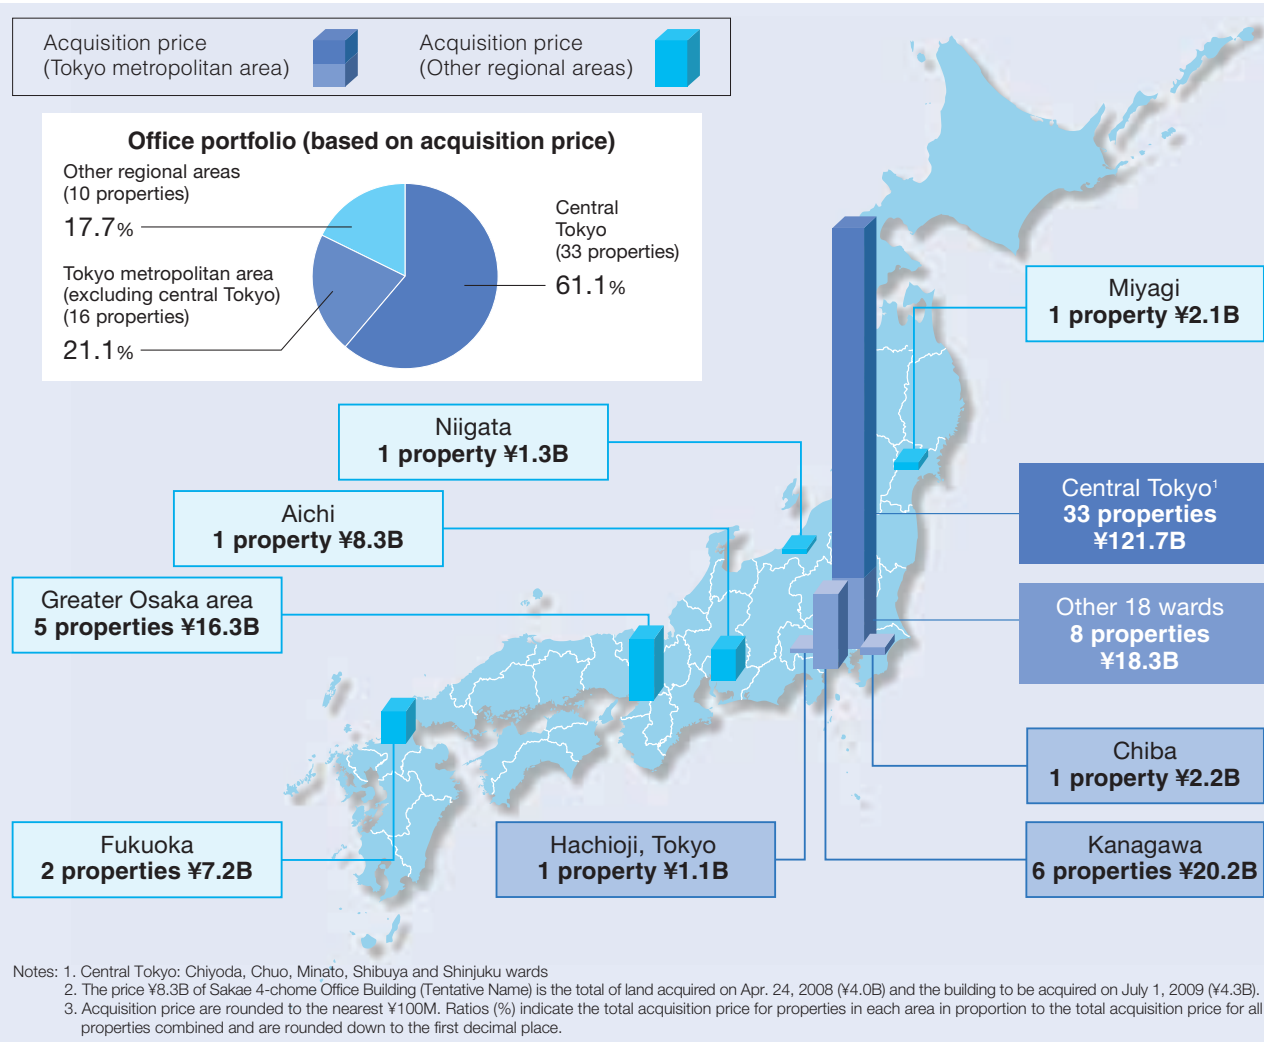 Acquisition price
(Tokyo metropolitan area)
Acquisition price
(Other regional areas)
Office portfolio (based on acquisition price)
Other regional areas
(10 properties)
17.7%
Central
Tokyo
(33 properties)
61.1%
Tokyo metropolitan area
(excluding central Tokyo)
(16 properties)
21.1%
Miyagi
1 property ¥2.1B
Niigata
1 property ¥1.3B
Central Tokyo¹
33 properties
¥121.7B
Aichi
1 property ¥8.3B
Greater Osaka area
5 properties ¥16.3B
Other 18 wards
8 properties
¥18.3B
Chiba
1 property ¥2.2B
Fukuoka
2 properties ¥7.2B
Hachioji, Tokyo
1 property ¥1.1B
Kanagawa
6 properties ¥20.2B
Notes: 1. Central Tokyo: Chiyoda, Chuo, Minato, Shibuya and Shinjuku wards
2. The price ¥8.3B of Sakae 4-chome Office Building (Tentative Name) is the total of land acquired on Apr. 24, 2008 (¥4.0B) and the building to be acquired on July 1, 2009 (¥4.3B).
3. Acquisition price are rounded to the nearest ¥100M. Ratios (%) indicate the total acquisition price for properties in each area in proportion to the total acquisition price for all
properties combined and are rounded down to the first decimal place.